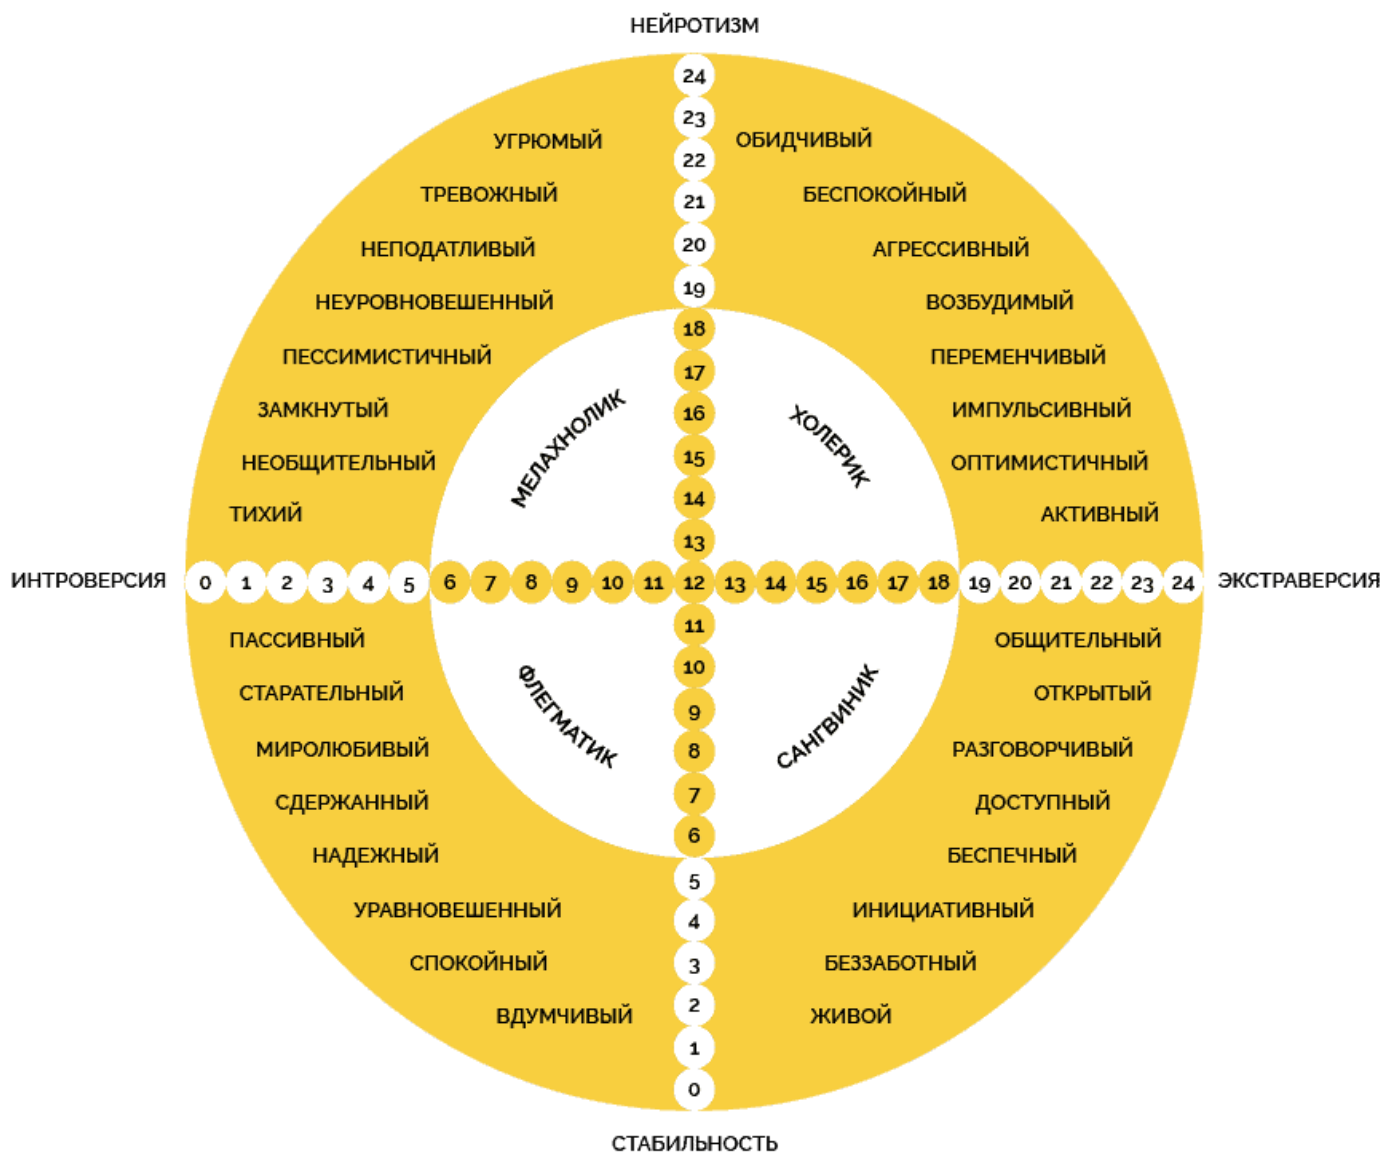 НЕЙРОТИЗМ
24
23
УГРЮМЫЙ
ОБИДЧИВЫЙ
22
ТРЕВОЖНЫЙ
БЕСПОКОЙНЫЙ
21
НЕПОДАТЛИВЫЙ
20
АГРЕССИВНЫЙ
19
НЕУРОВНОВЕШЕННЫЙ
ВОЗБУДИМЫЙ
18
ПЕССИМИСТИЧНЫЙ
ПЕРЕМЕНЧИВЫЙ
17
ЗАМКНУТЫЙ
16
ИМПУЛЬСИВНЫЙ
МЕЛАХНОЛИК
ХОЛЕРИК
НЕОБЩИТЕЛЬНЫЙ
15
ОПТИМИСТИЧНЫЙ
14
ТИХИЙ
АКТИВНЫЙ
13
ИНТРОВЕРСИЯ
0 1 2 3 4 5 6 7 8 9 10 11 12 13 14 15 16 17 18 19 20 21 22 23 24
ЭКСТРАВЕРСИЯ
11
ПАССИВНЫЙ
ОБЩИТЕЛЬНЫЙ
10
СТАРАТЕЛЬНЫЙ
ОТКРЫТЫЙ
9
ФЛЕГМАТИК
САНГВИНИК
МИРОЛЮБИВЫЙ
8
РАЗГОВОРЧИВЫЙ
7
СДЕРЖАННЫЙ
ДОСТУПНЫЙ
6
НАДЕЖНЫЙ
БЕСПЕЧНЫЙ
5
УРАВНОВЕШЕННЫЙ
4
ИНИЦИАТИВНЫЙ
СПОКОЙНЫЙ
3
БЕЗЗАБОТНЫЙ
2
ВДУМЧИВЫЙ
ЖИВОЙ
1
0
СТАБИЛЬНОСТЬ